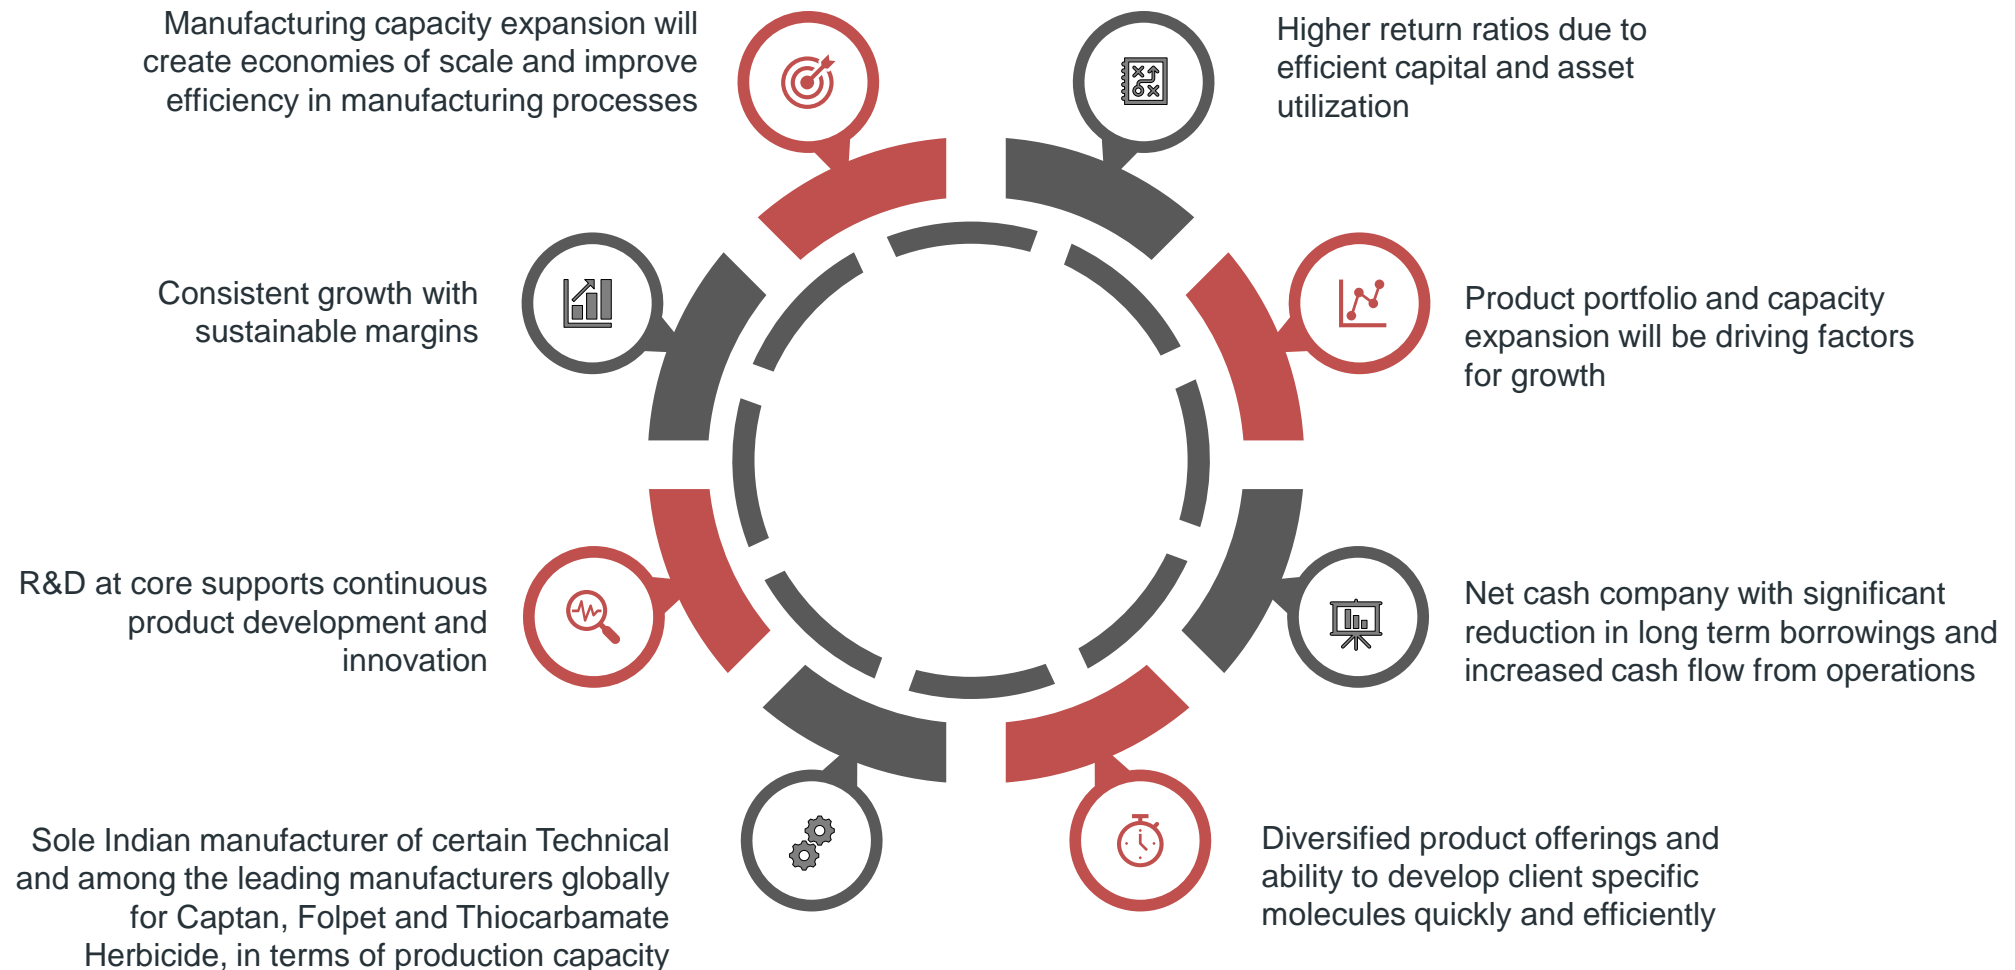 Manufacturing capacity expansion will
create economies of scale and improve
efficiency in manufacturing processes
Higher return ratios due to
efficient capital and asset
utilization
Consistent growth with
sustainable margins
Product portfolio and capacity
expansion will be driving factors
for growth
R&D at core supports continuous
product development and
innovation
Net cash company with significant
reduction in long term borrowings and
increased cash flow from operations
Sole Indian manufacturer of certain Technical
and among the leading manufacturers globally
for Captan, Folpet and Thiocarbamate
Herbicide, in terms of production capacity
Diversified product offerings and
ability to develop client specific
molecules quickly and efficiently